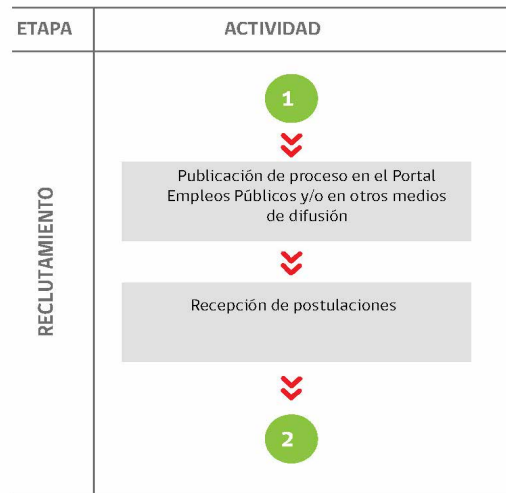 ETAPA
ACTIVIDAD
RECLUTAMIENTO
1
Publicación de proceso en el Portal
Empleos Públicos y/o en otros medios
de difusión
Recepción de postulaciones
2